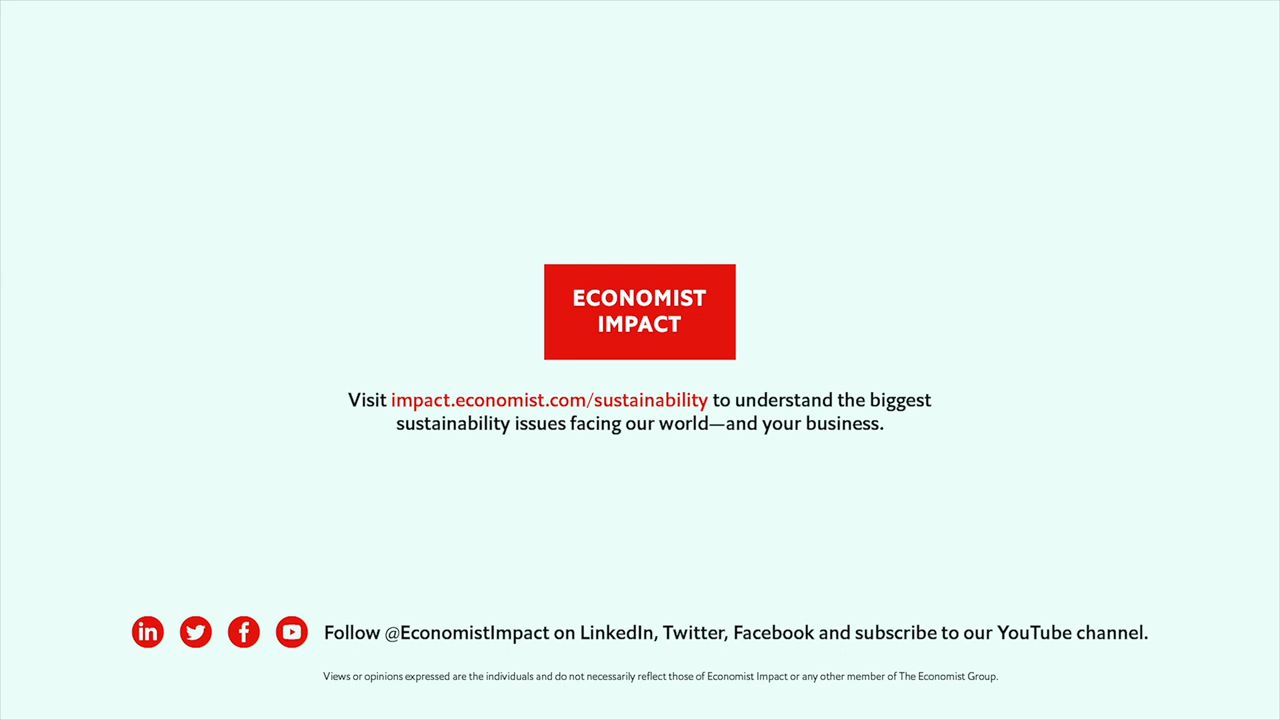 ECONOMIST
IMPACT
Visit impact.economist.com/sustainability to understand the biggest
sustainability issues facing our world—and your business.
Follow @EconomistImpact on LinkedIn, Twitter, Facebook and subscribe to our YouTube channel.
Views or opinions expressed are the individuals and do not necessarily reflect those of Economist Impact or any other member of The Economist Group.